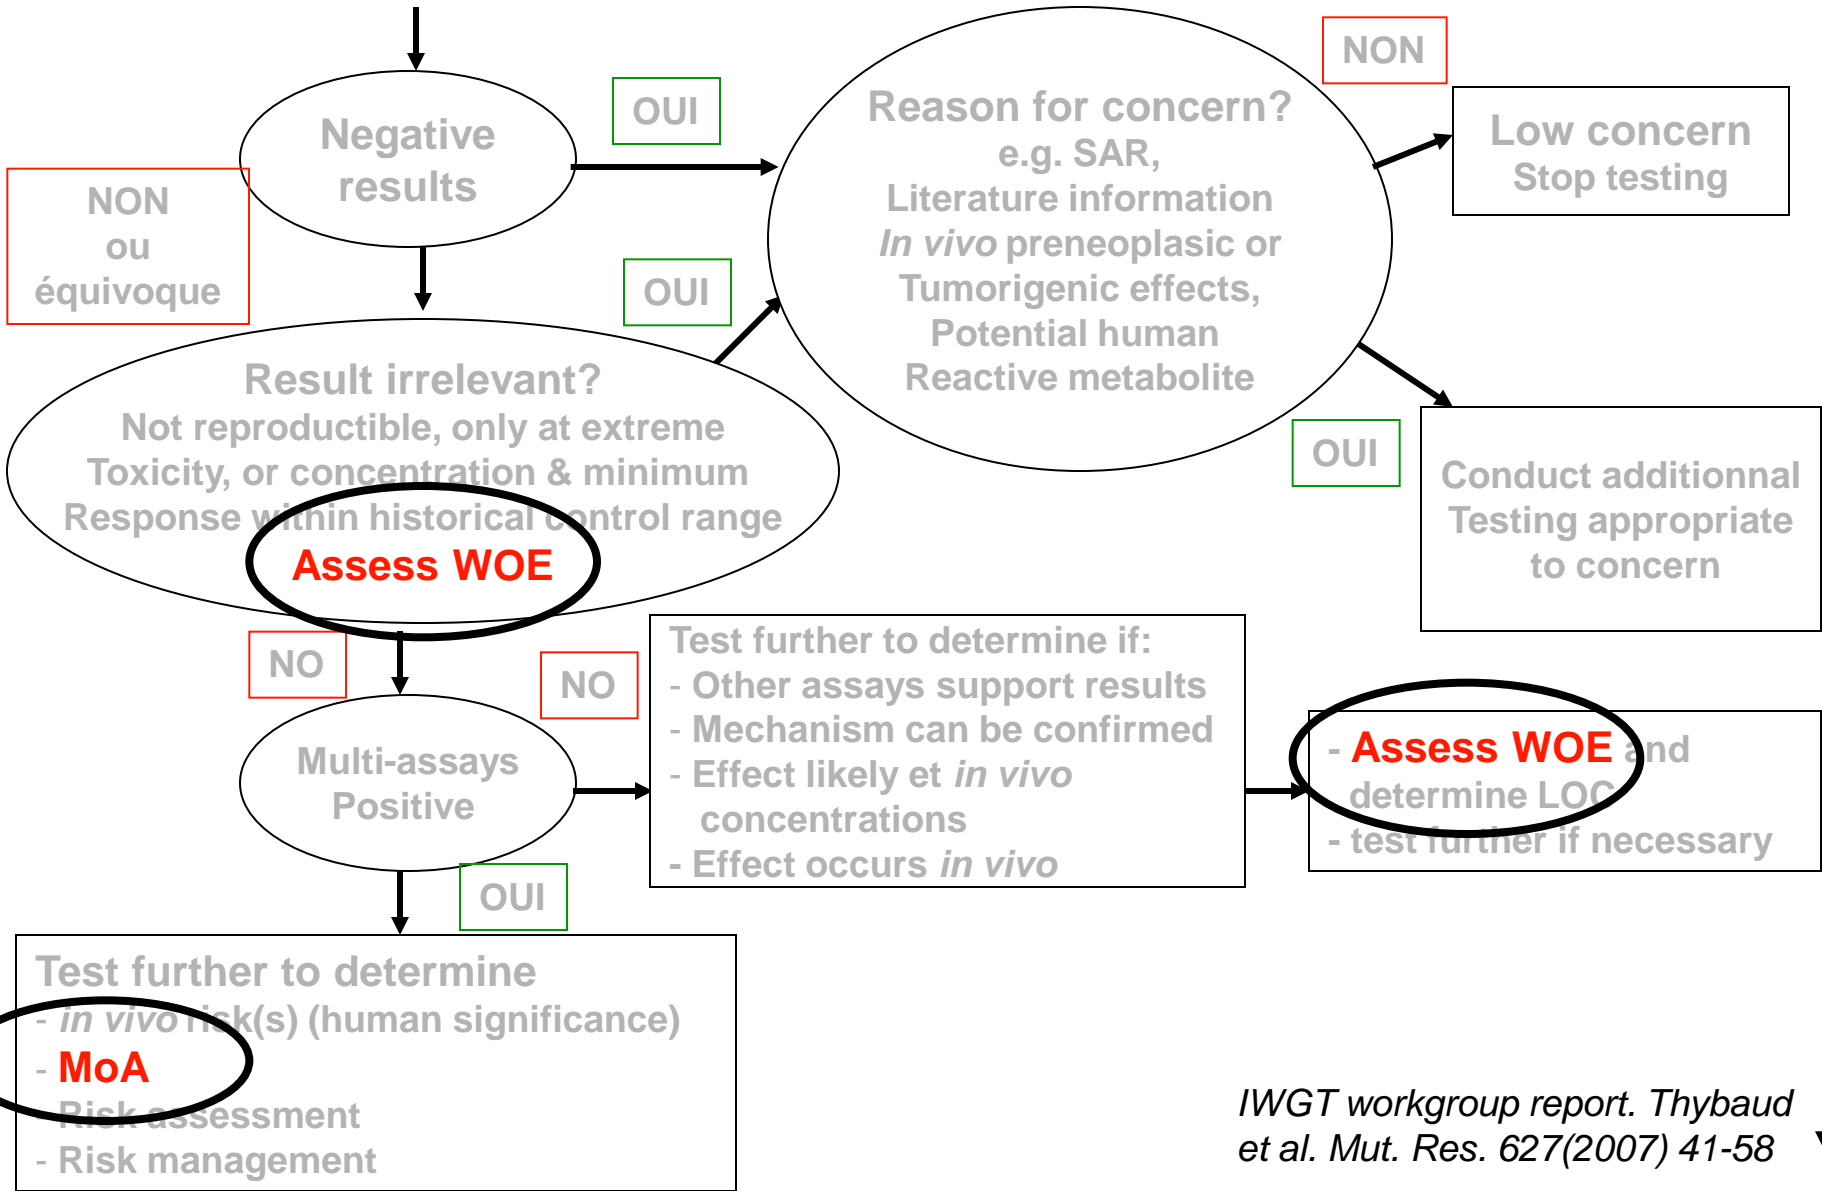 Negative
results
OUI
Reason for concern?
e.g. SAR,
Literature information
In vivo preneoplasic or
Tumorigenic effects,
Potential human
Reactive metabolite
NON
Low concern
Stop testing
NON
ou
équivoque
OUI
Result irrelevant?
Not reproductible, only at extreme
Toxicity, or concentration & minimum
Response within historical control range
Assess WOE
OUI
Conduct additionnal
Testing appropriate
to concern
NO
NO
Multi-assays
Positive
Test further to determine if:
- Other assays support results
- Mechanism can be confirmed
- Effect likely et in vivo
concentrations
- Effect occurs in vivo
- Assess WOE and
determine LOC
- test further if necessary
OUI
Test further to determine
- in vivo risk(s) (human significance)
- MoA
- Risk assessment
- Risk management
IWGT workgroup report. Thybaud
et al. Mut. Res. 627(2007) 41-58